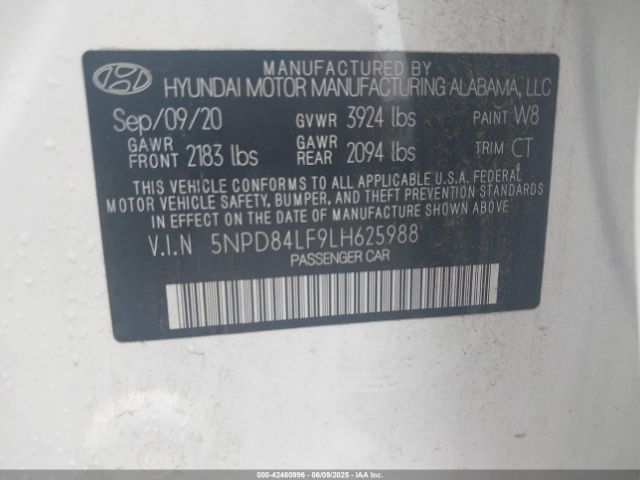 MANUFACTURED BY
HYUNDAI MOTOR MANUFACTURING ALABAMA, LLC
Sep/09/20 GVWR 3924 lbs PAINT W8
GAWR FRONT 2183 lbs GAWR REAR 2094 lbs TRIM CT
THIS VEHICLE CONFORMS TO ALL APPLICABLE U.S.A. FEDERAL
MOTOR VEHICLE SAFETY, BUMPER, AND THEFT PREVENTION STANDARDS
IN EFFECT ON THE DATE OF MANUFACTURE SHOWN ABOVE.
V.I.N 5NPD84LF9LH625988
PASSENGER CAR
000-42460996 - 06/09/2025 - IAAI Inc.